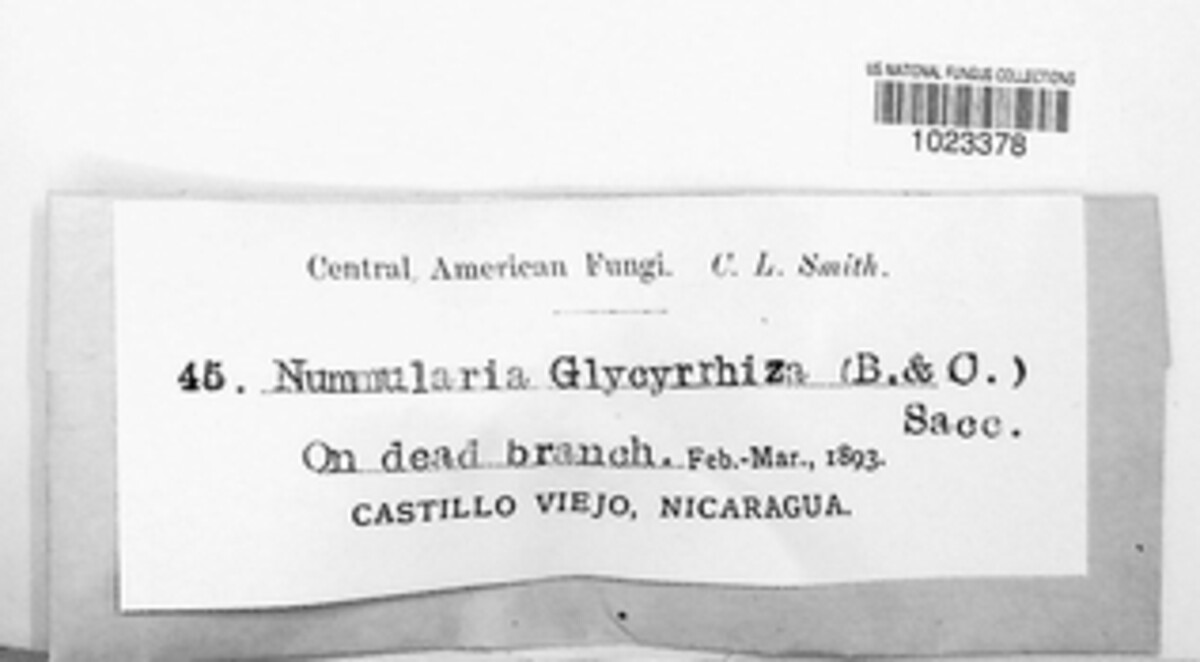 US NATIONAL FUNGUS COLLECTIONS
1023378
Central American Fungi. C. L. Smith.
45. Nummularia Glycyrrhiza (B.& C.)
Sacc.
On dead branch. Feb.-Mar., 1893.
CASTILLO VIEJO, NICARAGUA.